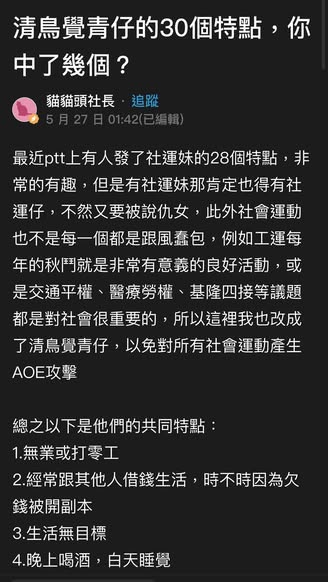 清鳥覺青仔的30個特點，你
中了幾個？
貓貓頭社長 · 追蹤
5 月 27 日 01:42(已編輯)
最近ptt上有人發了社運妹的28個特點，非
常的有趣，但是有社運妹那肯定也得有社
運仔，不然又要被說仇女，此外社會運動
也不是每一個都是跟風蠢包，例如工運每
年的秋鬥就是非常有意義的良好活動，或
是交通平權、醫療勞權、基隆四接等議題
都是對社會很重要的，所以這裡我也改成
了清鳥覺青仔，以免對所有社會運動產生
AOE攻擊
總之以下是他們的共同特點：
1.無業或打零工
2.經常跟其他人借錢生活，時不時因為欠
錢被開副本
3.生活無目標
4.晚上喝酒，白天睡覺